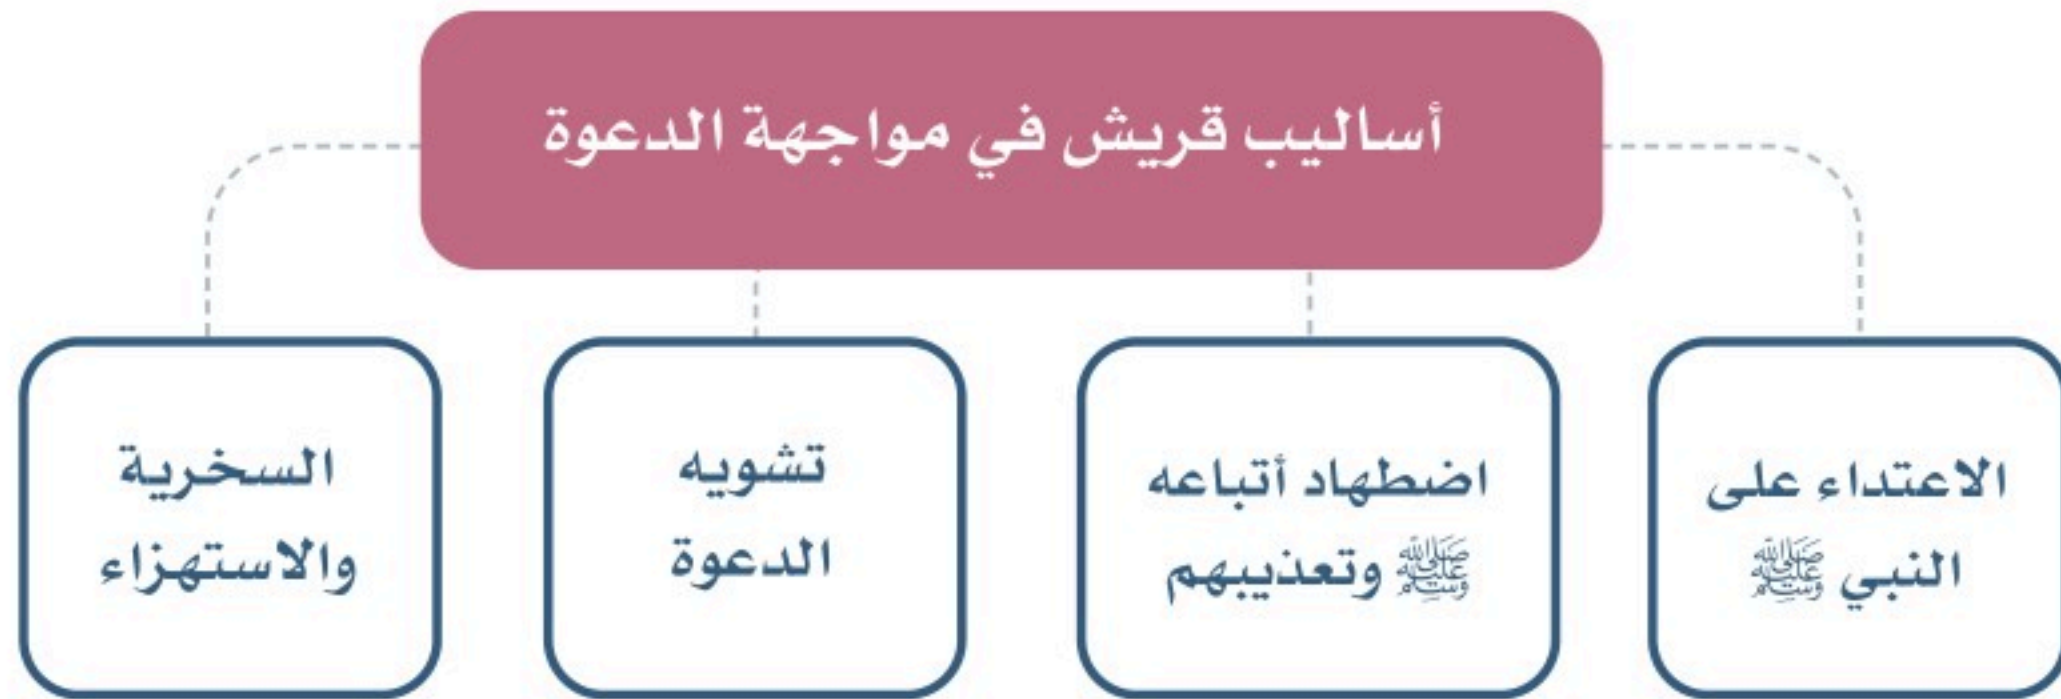 أساليب قريش في مواجهة الدعوة
الاعتداء على
النبي ﷺ
اضطهاد أتباعه
ﷺ وتعذيبهم
تشويه
الدعوة
السخرية
والاستهزاء